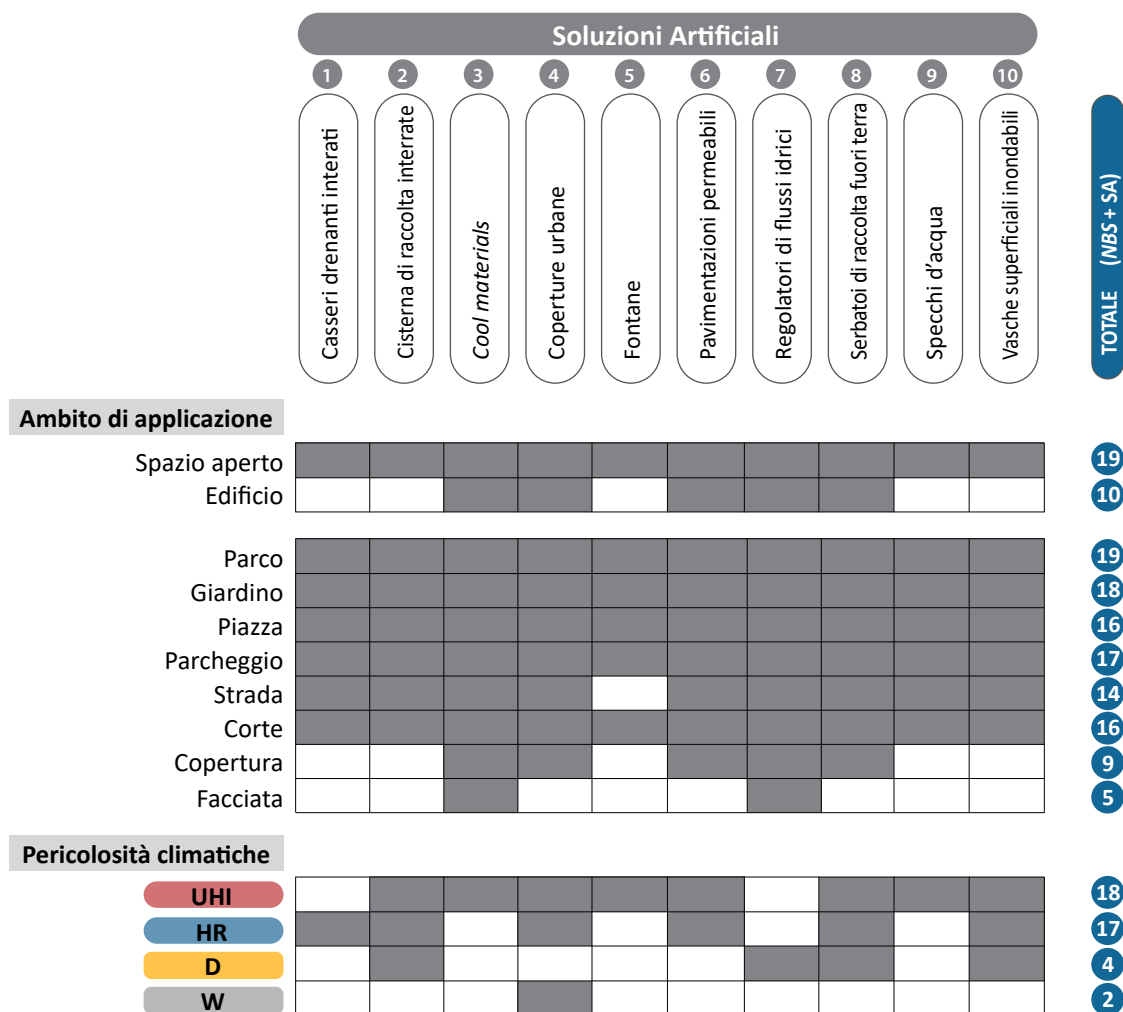 Soluzioni Artificiali
1 2 3 4 5 6 7 8 9 10
Casseri drenanti interati
Cisterna di raccolta interrate
Cool materials
Coperture urbane
Fontane
Pavimentazioni permeabili
Regolatori di flussi idrici
Serbatoi di raccolta fuori terra
Specchi d'acqua
Vasche superficiali inondabili
TOTALE (NBS + SA)
Ambito di applicazione
Spazio aperto 19
Edificio 10
Parco 19
Giardino 18
Piazza 16
Parcheggio 17
Strada 14
Corte 16
Copertura 9
Facciata 5
Pericolosità climatiche
UHI 18
HR 17
D 4
W 2